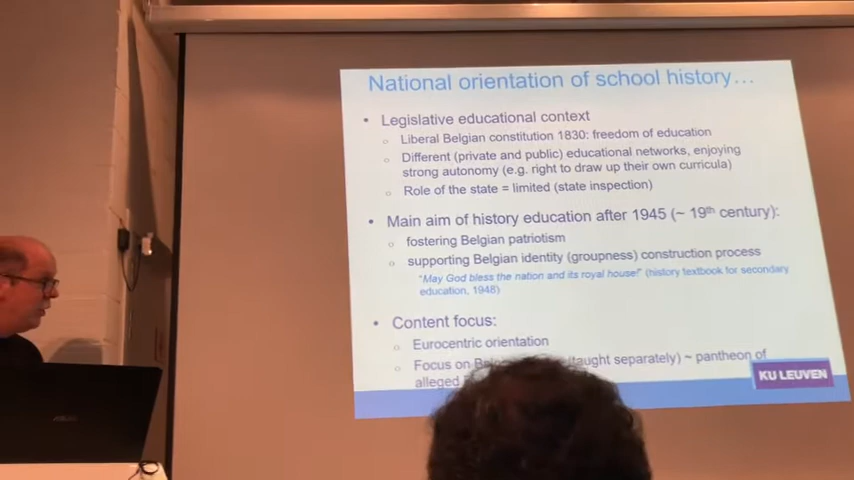 National orientation of school history…
• Legislative educational context
○ Liberal Belgian constitution 1830: freedom of education
○ Different (private and public) educational networks, enjoying
strong autonomy (e.g. right to draw up their own curricula)
○ Role of the state = limited (state inspection)
• Main aim of history education after 1945 (~ 19th century):
○ fostering Belgian patriotism
○ supporting Belgian identity (groupness) construction process
"May God bless the nation and its royal house!" (history textbook for secondary
education, 1948)
• Content focus:
○ Eurocentric orientation
○ Focus on (taught separately) ~ pantheon of
alleged
KU LEUVEN